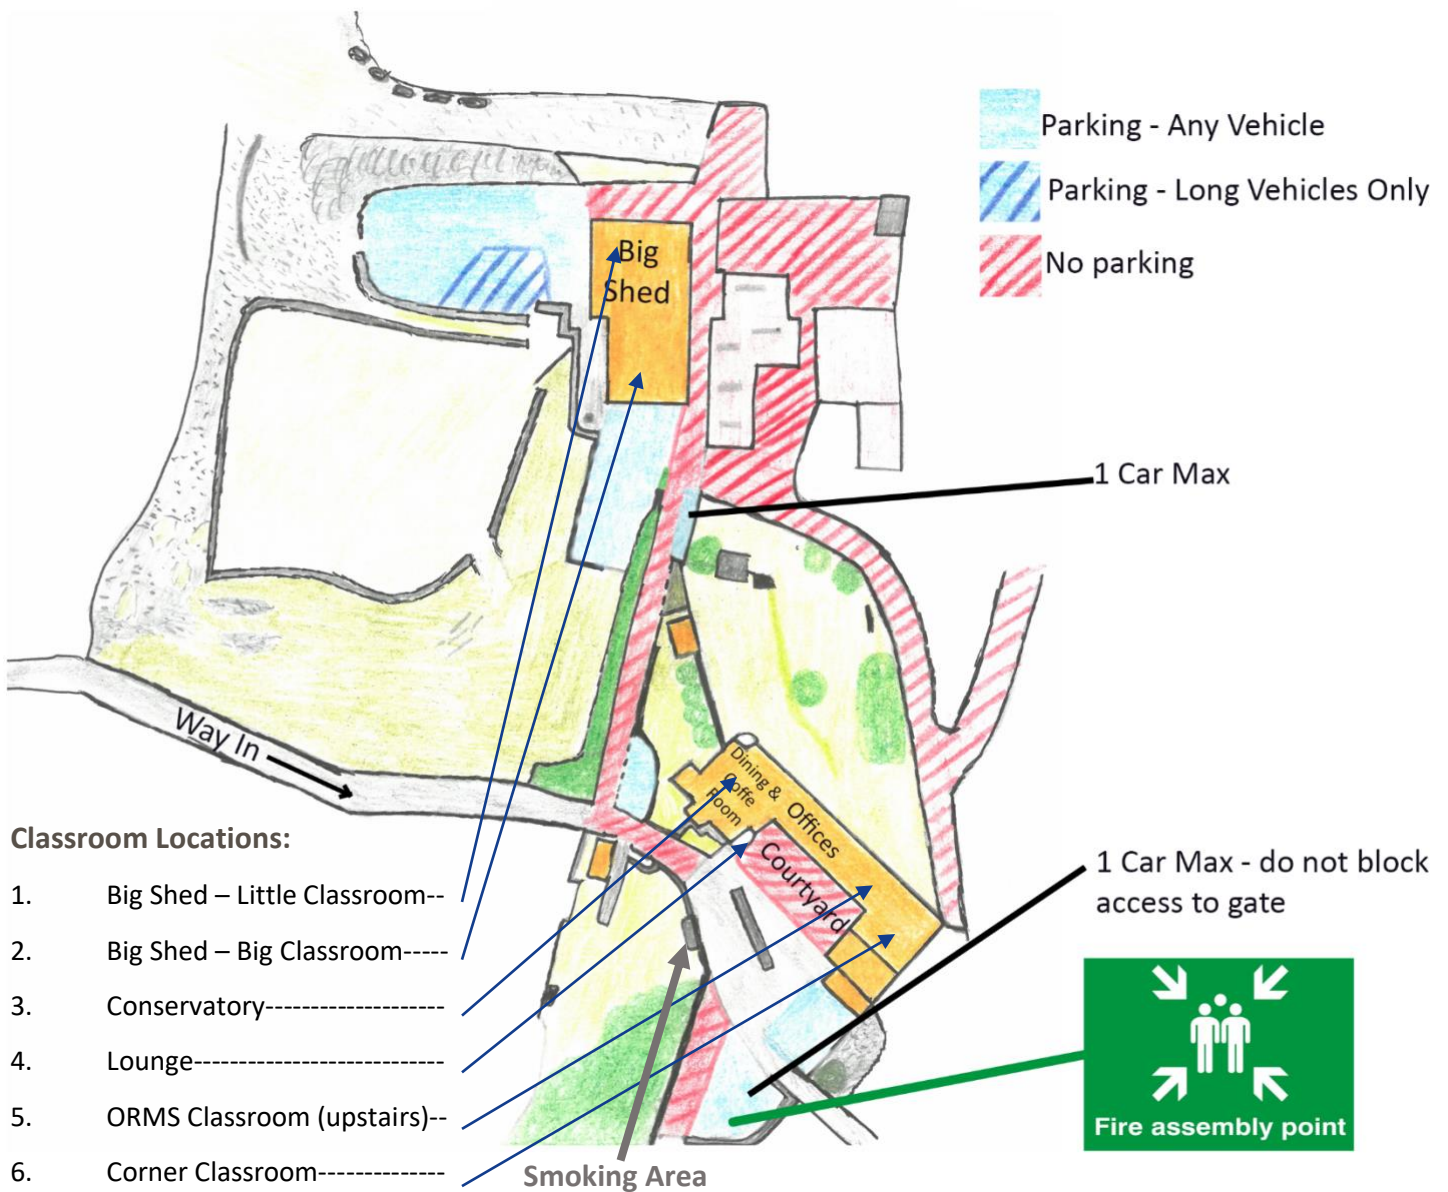 Parking - Any Vehicle
Parking - Long Vehicles Only
No parking
Big
Shed
1 Car Max
Way In
Dining &
Coffe
Room
Offices
Courtyard
1 Car Max - do not block
access to gate
Classroom Locations:
1. Big Shed – Little Classroom--
2. Big Shed – Big Classroom-----
3. Conservatory--------------------
4. Lounge----------------------------
5. ORMS Classroom (upstairs)--
6. Corner Classroom--------------
Smoking Area
Fire assembly point